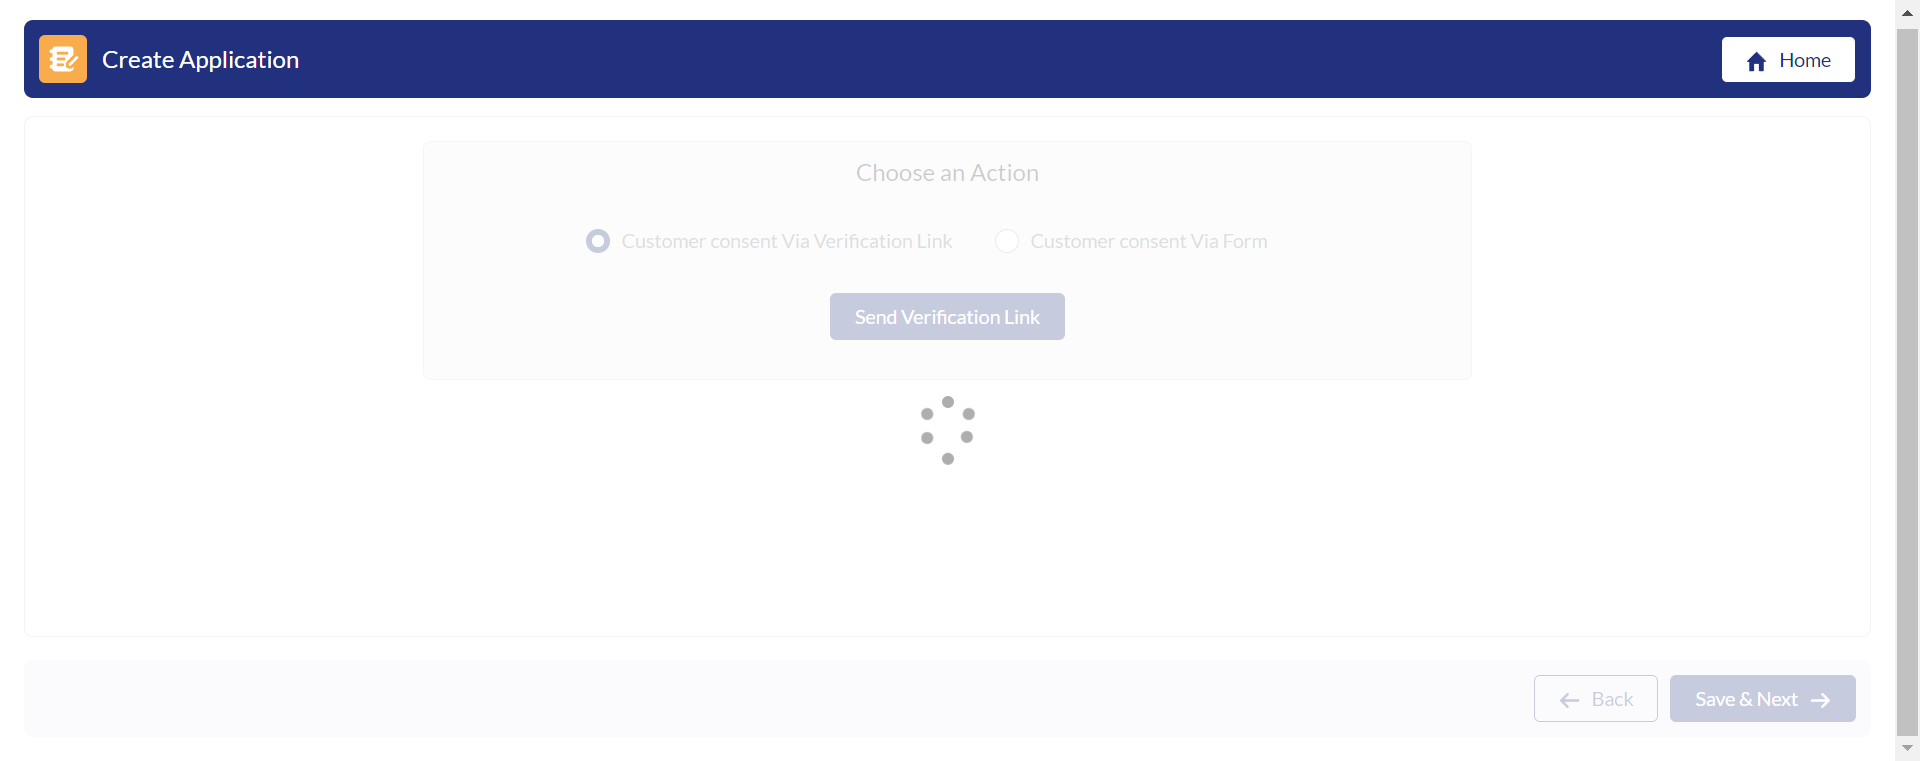 Create Application
Home
Choose an Action
Customer consent Via Verification Link
Customer consent Via Form
Send Verification Link
Back
Save & Next